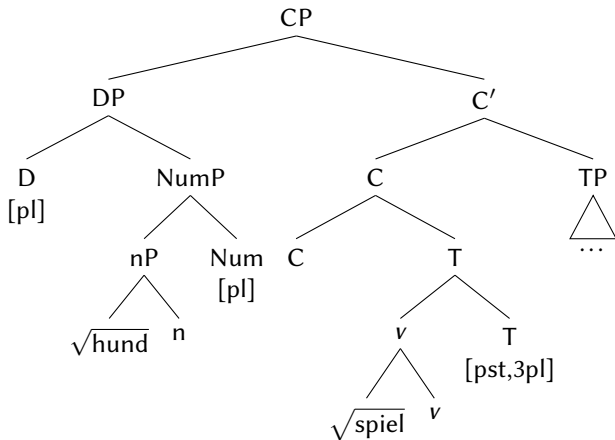 CP
DP C′
D NumP C TP
[pl] …
nP Num C T
[pl]
√hund n v T
[pst,3pl]
√spiel v